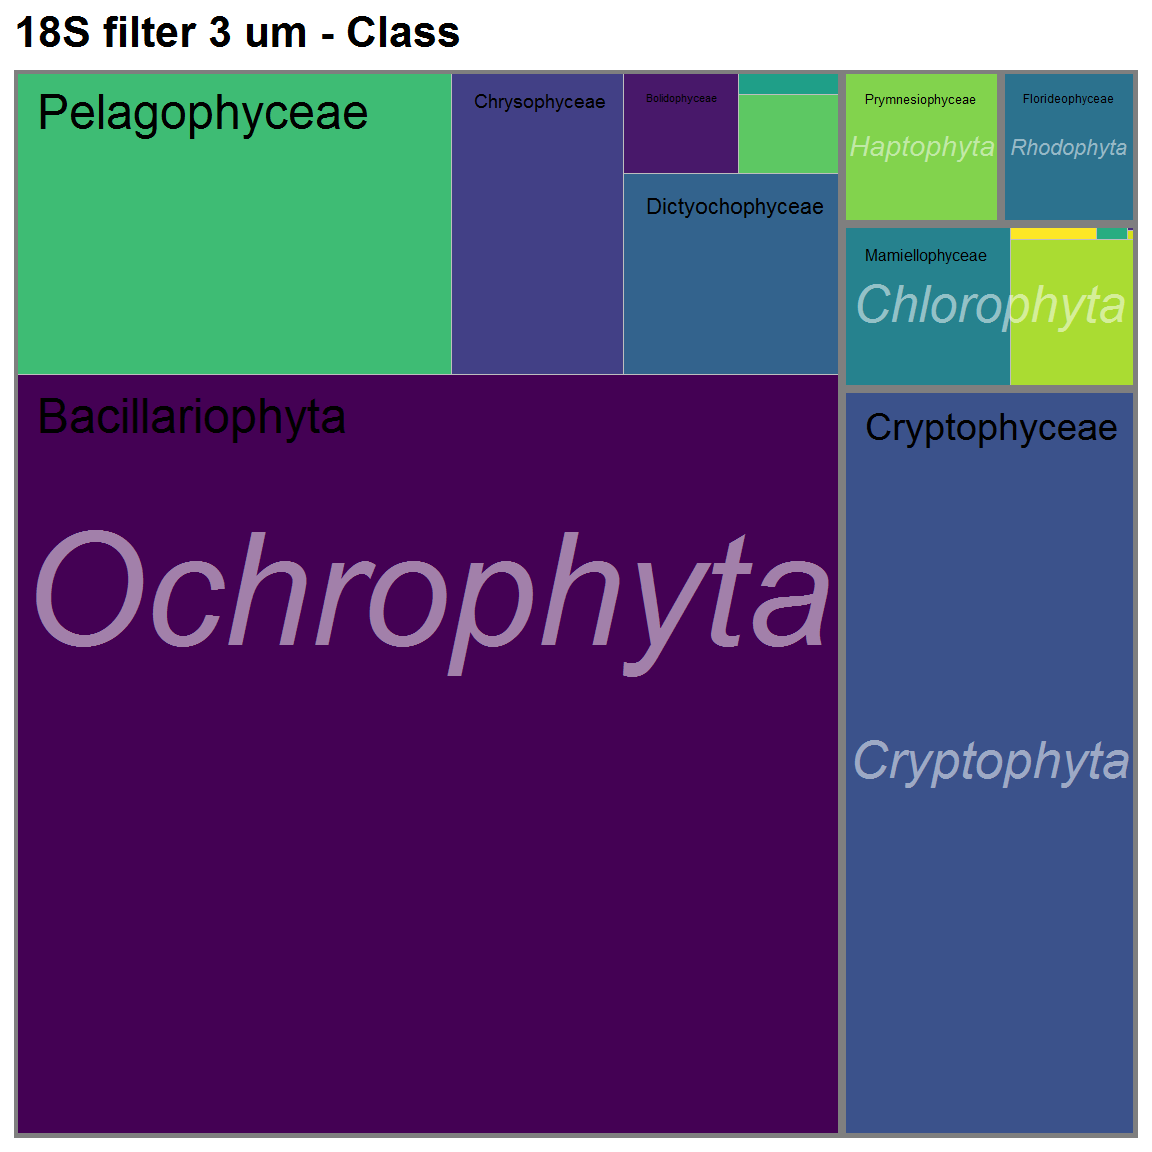 18S filter 3 um - Class
Pelagophyceae
Chrysophyceae
Bolidophyceae
Dictyochophyceae
Prymnesiophyceae
Haptophyta
Florideophyceae
Rhodophyta
Mamiellophyceae
Chlorophyta
Bacillariophyta
Ochrophyta
Cryptophyceae
Cryptophyta